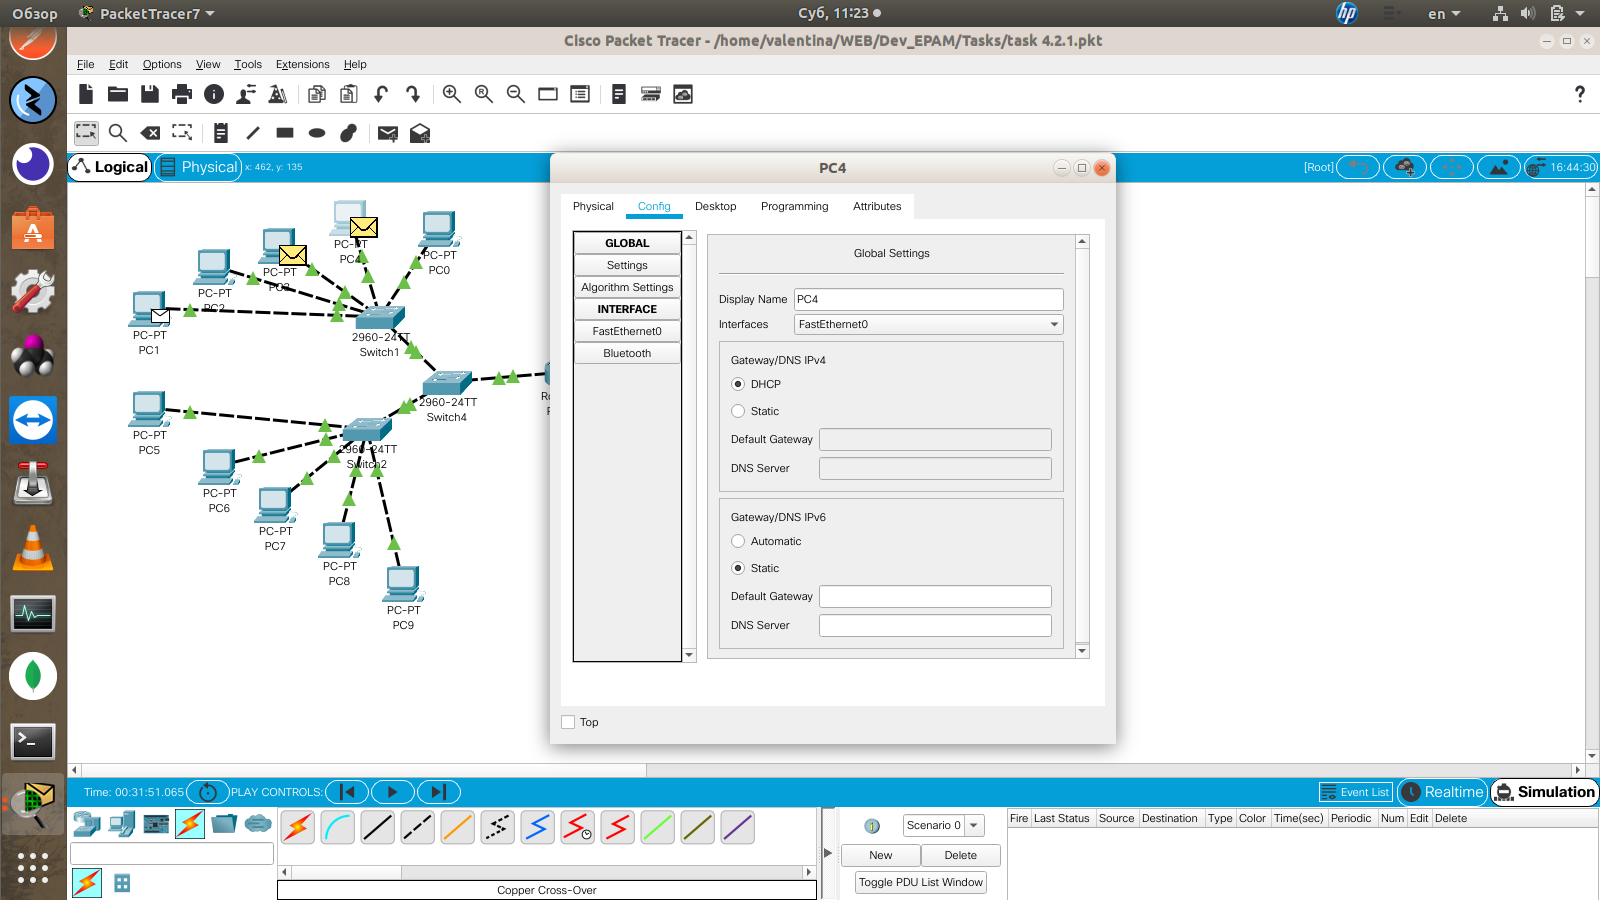 Обзор PacketTracer7 Суб, 11:23 hp en
Cisco Packet Tracer - /home/valentina/WEB/Dev_EPAM/Tasks/task 4.2.1.pkt
File Edit Options View Tools Extensions Help
Logical Physical x: 462, y: 135 [Root] 16:44:30
PC4
Physical Config Desktop Programming Attributes
GLOBAL
Settings
Algorithm Settings
INTERFACE
FastEthernet0
Bluetooth
Global Settings
Display Name PC4
Interfaces FastEthernet0
Gateway/DNS IPv4
DHCP
Static
Default Gateway
DNS Server
Gateway/DNS IPv6
Automatic
Static
Default Gateway
DNS Server
Top
PC-PT
PC4
PC-PT
PC0
PC-PT
PC3
PC-PT
PC2
PC-PT
PC1
2960-24TT
Switch1
2960-24TT
Switch4
PC-PT
PC5
2960-24TT
Switch2
PC-PT
PC6
PC-PT
PC7
PC-PT
PC8
PC-PT
PC9
Time: 00:31:51.065 PLAY CONTROLS: Event List Realtime Simulation
Scenario 0
New Delete
Toggle PDU List Window
Fire Last Status Source Destination Type Color Time(sec) Periodic Num Edit Delete
Copper Cross-Over